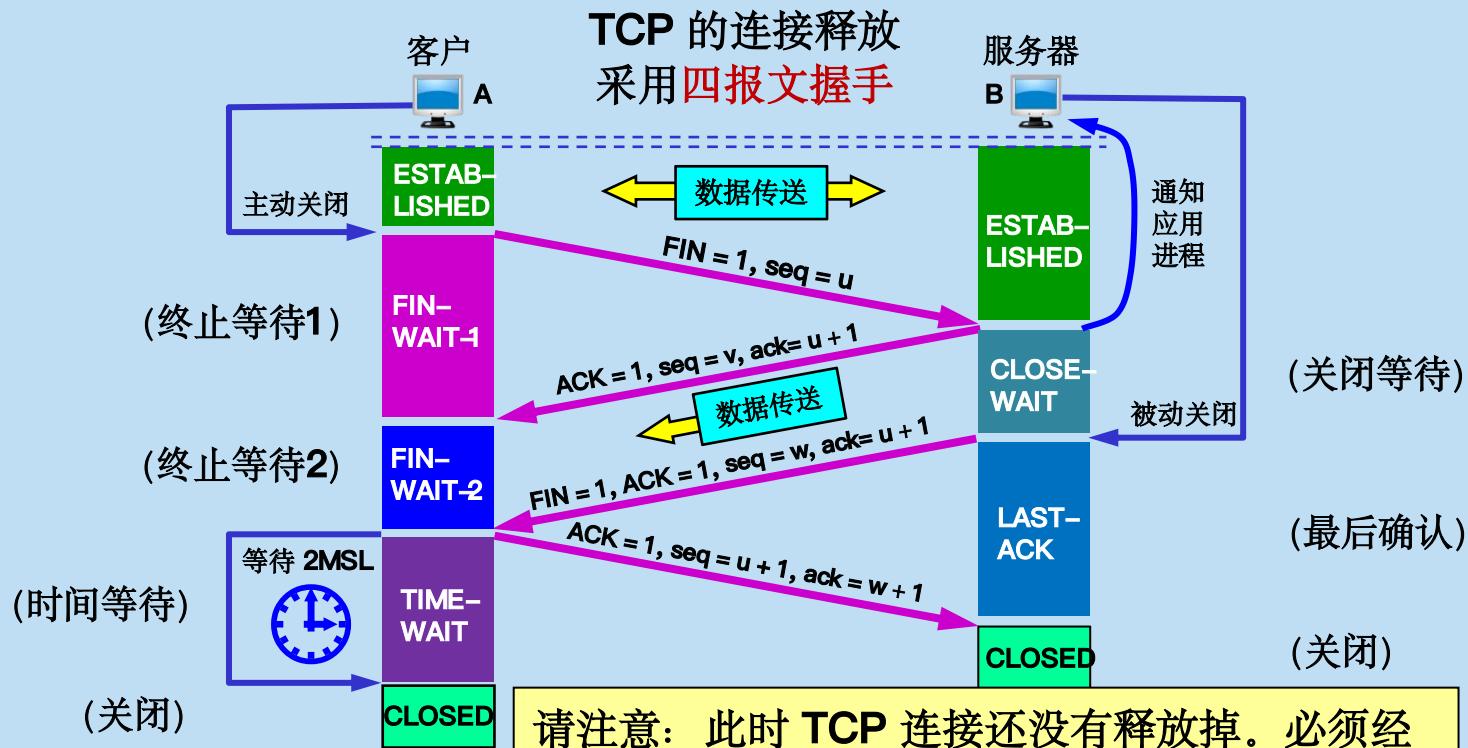 TCP 的连接释放
采用四报文握手
客户
A
服务器
B
ESTAB–
LISHED
主动关闭
数据传送
ESTAB–
LISHED
通知
应用
进程
FIN = 1, seq = u
(终止等待1)
FIN–
WAIT–1
ACK = 1, seq = v, ack= u + 1
CLOSE–
WAIT
(关闭等待)
数据传送
被动关闭
(终止等待2)
FIN–
WAIT–2
FIN = 1, ACK = 1, seq = w, ack= u + 1
LAST–
ACK
(最后确认)
ACK = 1, seq = u + 1, ack = w + 1
等待 2MSL
(时间等待)
TIME–
WAIT
CLOSED
(关闭)
(关闭)
CLOSED
请注意：此时 TCP 连接还没有释放掉。必须经